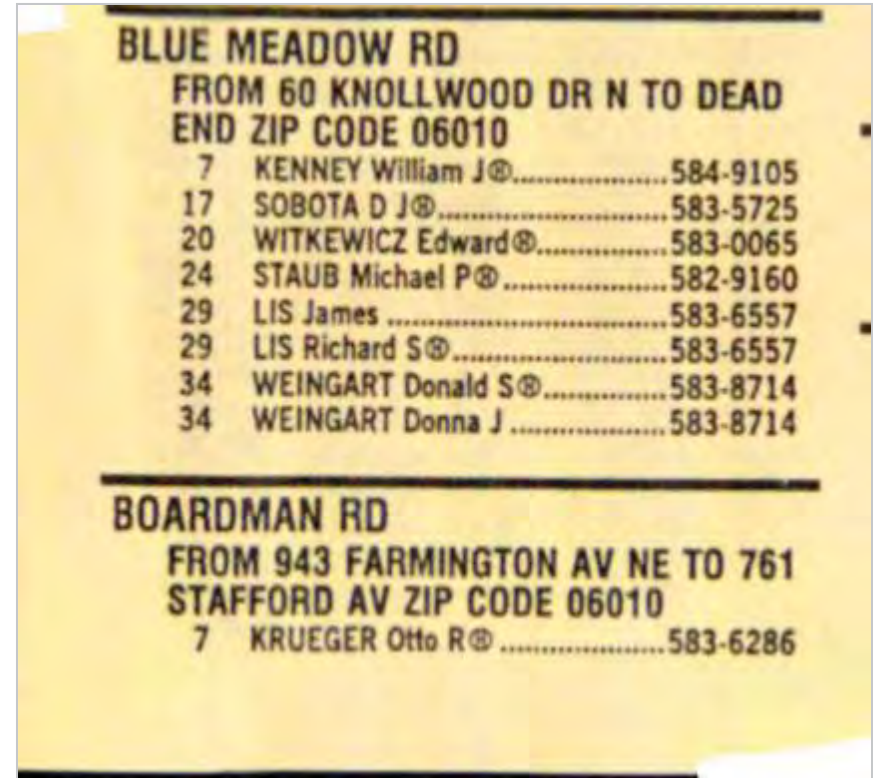 BLUE MEADOW RD
FROM 60 KNOLLWOOD DR N TO DEAD
END ZIP CODE 06010
7 KENNEY William J®....................584-9105
17 SOBOTA D J®..............................583-5725
20 WITKEWICZ Edward®.................583-0065
24 STAUB Michael P®.....................582-9160
29 LIS James ....................................583-6557
29 LIS Richard S®............................583-6557
34 WEINGART Donald S®................583-8714
34 WEINGART Donna J ....................583-8714
BOARDMAN RD
FROM 943 FARMINGTON AV NE TO 761
STAFFORD AV ZIP CODE 06010
7 KRUEGER Otto R®.....................583-6286